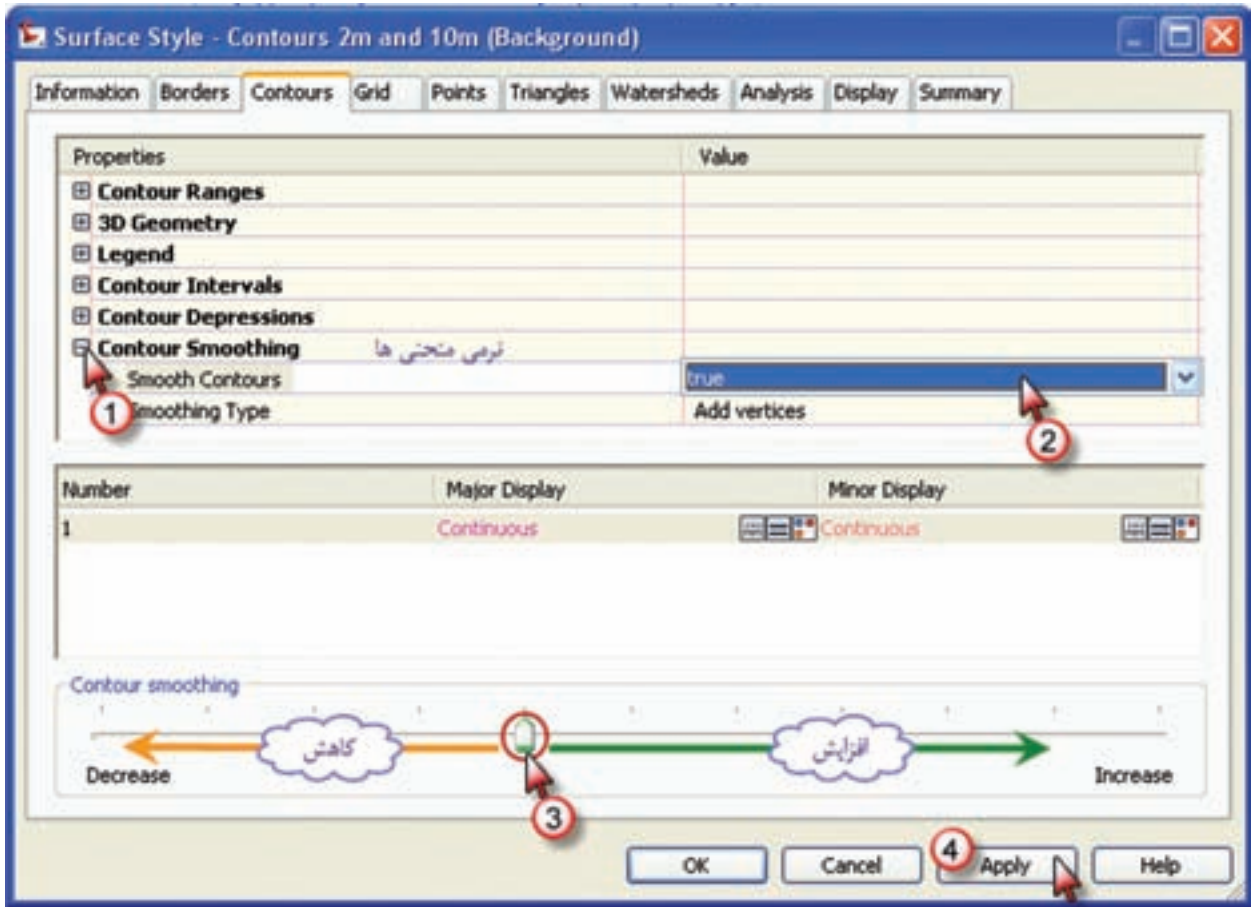 Surface Style - Contours 2m and 10m (Background)
Information Borders Contours Grid Points Triangles Watersheds Analysis Display Summary
Properties Value
Contour Ranges
3D Geometry
Legend
Contour Intervals
Contour Depressions
Contour Smoothing نرمی منحنی ها
Smooth Contours true
1 Smoothing Type Add vertices
2
Number Major Display Minor Display
1 Continuous Continuous
Contour smoothing
کاهش افزایش
Decrease Increase
3
OK Cancel 4 Apply Help